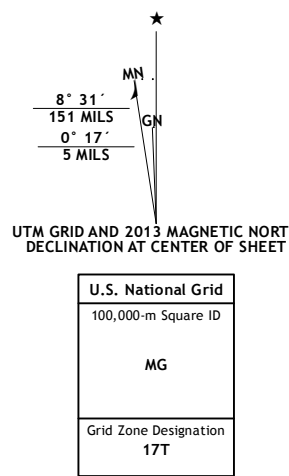 ★
MN
8° 31´
151 MILS
GN
0° 17´
5 MILS
UTM GRID AND 2013 MAGNETIC NORT
DECLINATION AT CENTER OF SHEET
U.S. National Grid
100,000-m Square ID
MG
Grid Zone Designation
17T